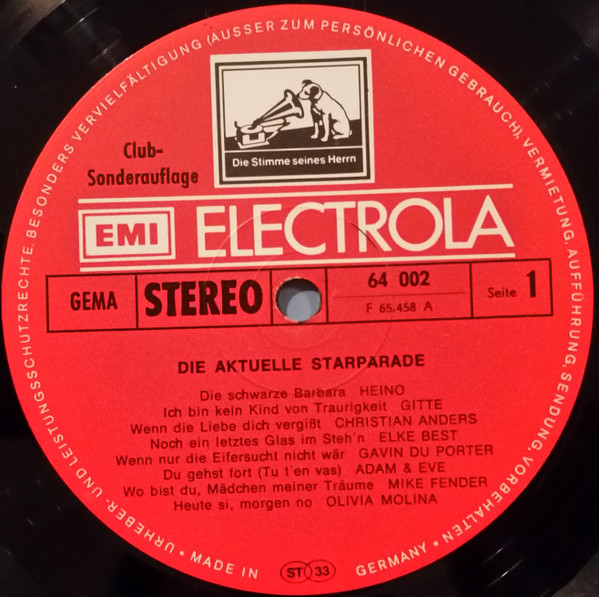 Club-
Sonderauflage
Die Stimme seines Herrn
EMI ELECTROLA
GEMA STEREO 64 002 Seite 1
F 65.458 A
DIE AKTUELLE STARPARADE
Die schwarze Barbara HEINO
Ich bin kein Kind von Traurigkeit GITTE
Wenn die Liebe dich vergißt CHRISTIAN ANDERS
Noch ein letztes Glas im Steh'n ELKE BEST
Wenn nur die Eifersucht nicht wär GAVIN DU PORTER
Du gehst fort (Tu t'en vas) ADAM & EVE
Wo bist du, Mädchen meiner Träume MIKE FENDER
Heute si, morgen no OLIVIA MOLINA
URHEBER- UND LEISTUNGSSCHUTZRECHTE, BESONDERS VERVIELFÄLTIGUNG (AUSSER ZUM PERSÖNLICHEN GEBRAUCH), VERMIETUNG, AUFFÜHRUNG, SENDUNG, VORBEHALTEN •
• MADE IN ST 33 GERMANY •